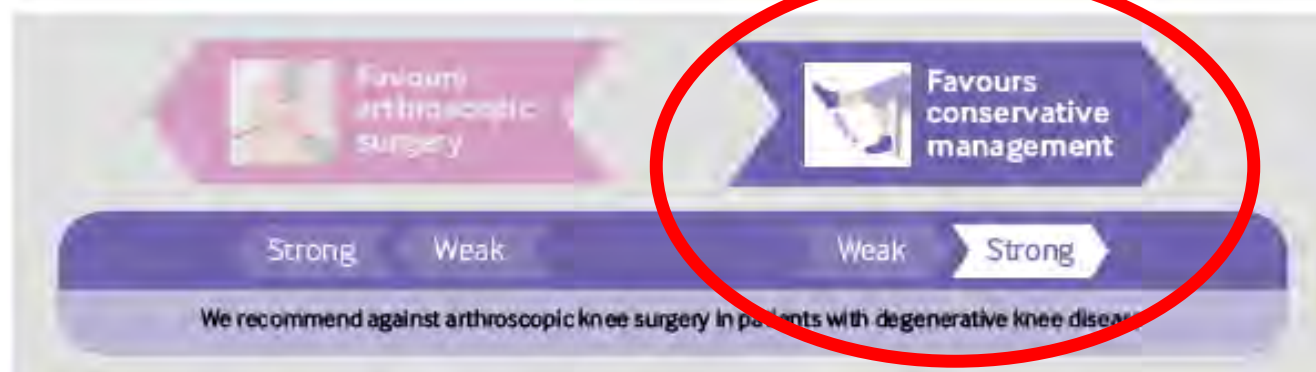 Favours
arthroscopic
surgery
Favours
conservative
management
Strong Weak Weak Strong
We recommend against arthroscopic knee surgery in patients with degenerative knee disease